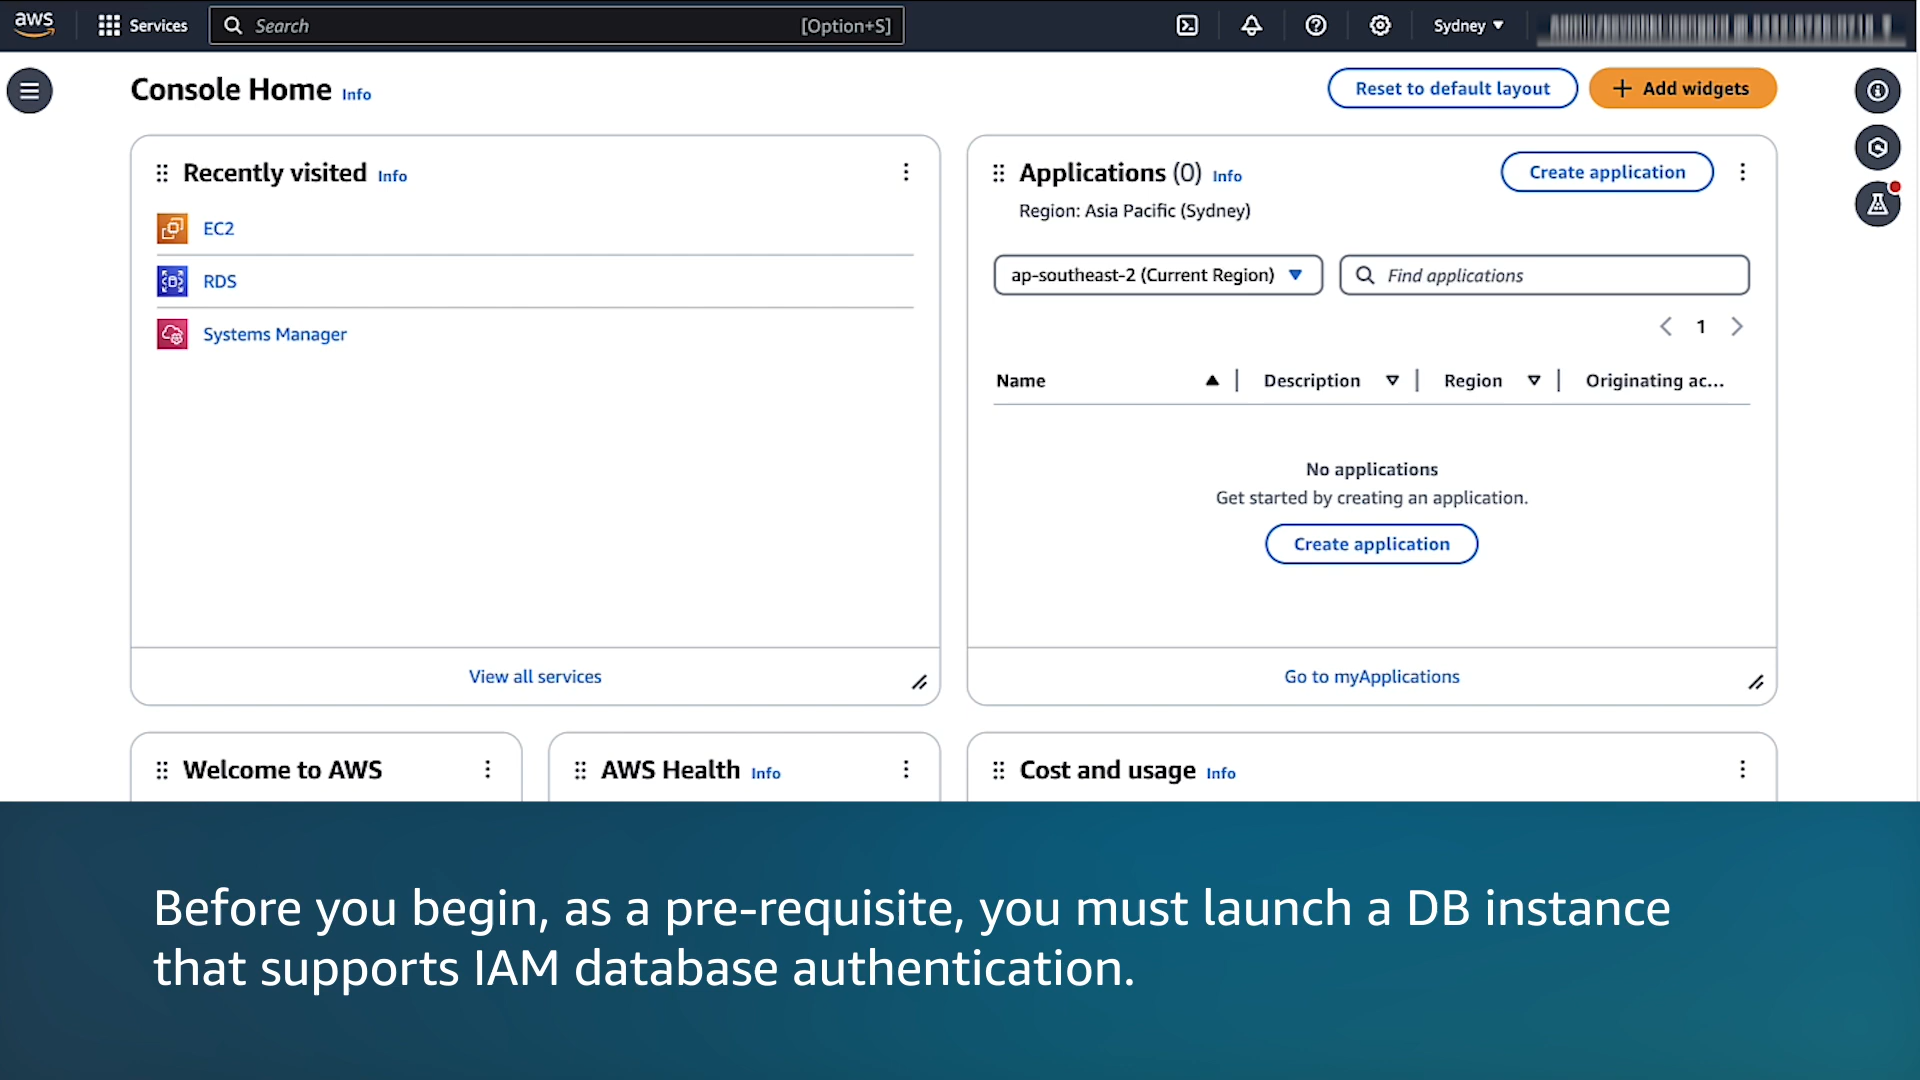 aws Services Search [Option+S] Sydney
Console Home Info
Reset to default layout
Add widgets
Recently visited Info
EC2
RDS
Systems Manager
View all services
Applications (0) Info
Create application
Region: Asia Pacific (Sydney)
ap-southeast-2 (Current Region)
Find applications
1
Name Description Region Originating ac...
No applications
Get started by creating an application.
Create application
Go to myApplications
Welcome to AWS
AWS Health Info
Cost and usage Info
Before you begin, as a pre-requisite, you must launch a DB instance
that supports IAM database authentication.